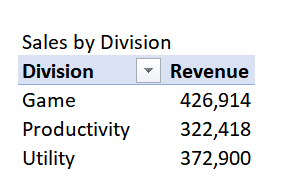 Sales by Division
Division Revenue
Game 426,914
Productivity 322,418
Utility 372,900